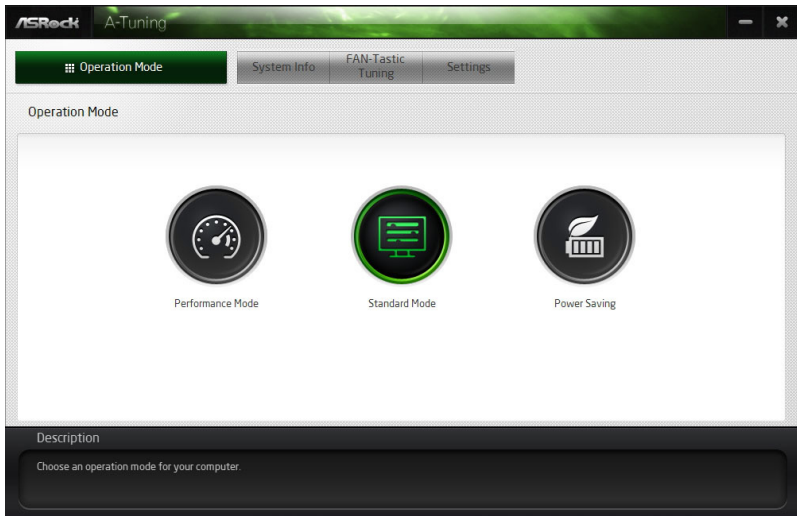 ASRock A-Tuning
Operation Mode System Info FAN-Tastic Tuning Settings
Operation Mode
Performance Mode Standard Mode Power Saving
Description
Choose an operation mode for your computer.